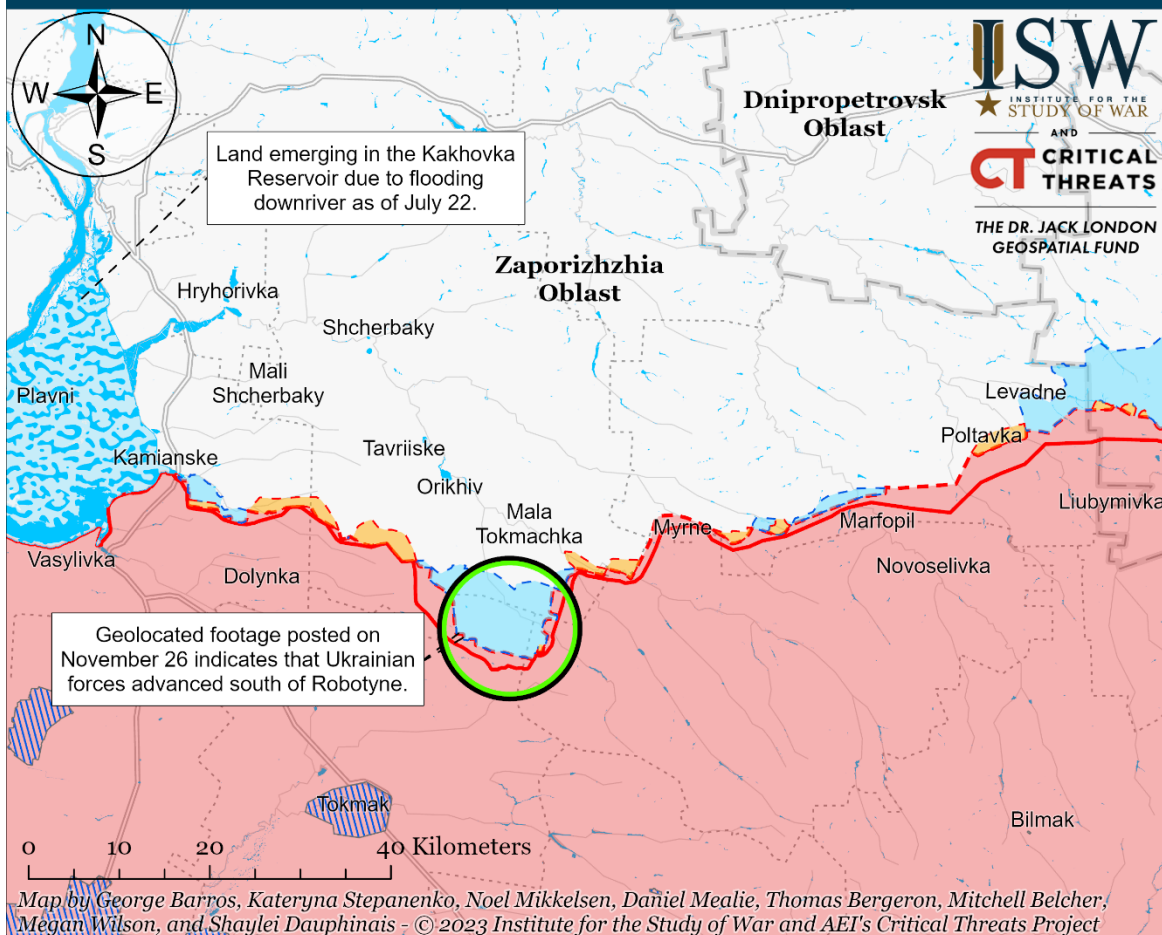 N
W
E
S
ISW
INSTITUTE FOR THE
STUDY OF WAR
AND
CT CRITICAL
THREATS
THE DR. JACK LONDON
GEOSPATIAL FUND
Dnipropetrovsk
Oblast
Land emerging in the Kakhovka
Reservoir due to flooding
downriver as of July 22.
Zaporizhzhia
Oblast
Hryhorivka
Shcherbaky
Mali
Shcherbaky
Plavni
Levadne
Poltavka
Tavriiske
Kamianske
Orikhiv
Mala
Tokmachka
Myrne
Marfopil
Liubymivka
Vasylivka
Dolynka
Novoselivka
Geolocated footage posted on
November 26 indicates that Ukrainian
forces advanced south of Robotyne.
Tokmak
Bilmak
0 20 40 Kilometers
Map by George Barros, Kateryna Stepanenko, Noel Mikkelsen, Daniel Mealie, Thomas Bergeron, Mitchell Belcher,
Megan Wilson, and Shaylei Dauphinais - © 2023 Institute for the Study of War and AEI's Critical Threats Project